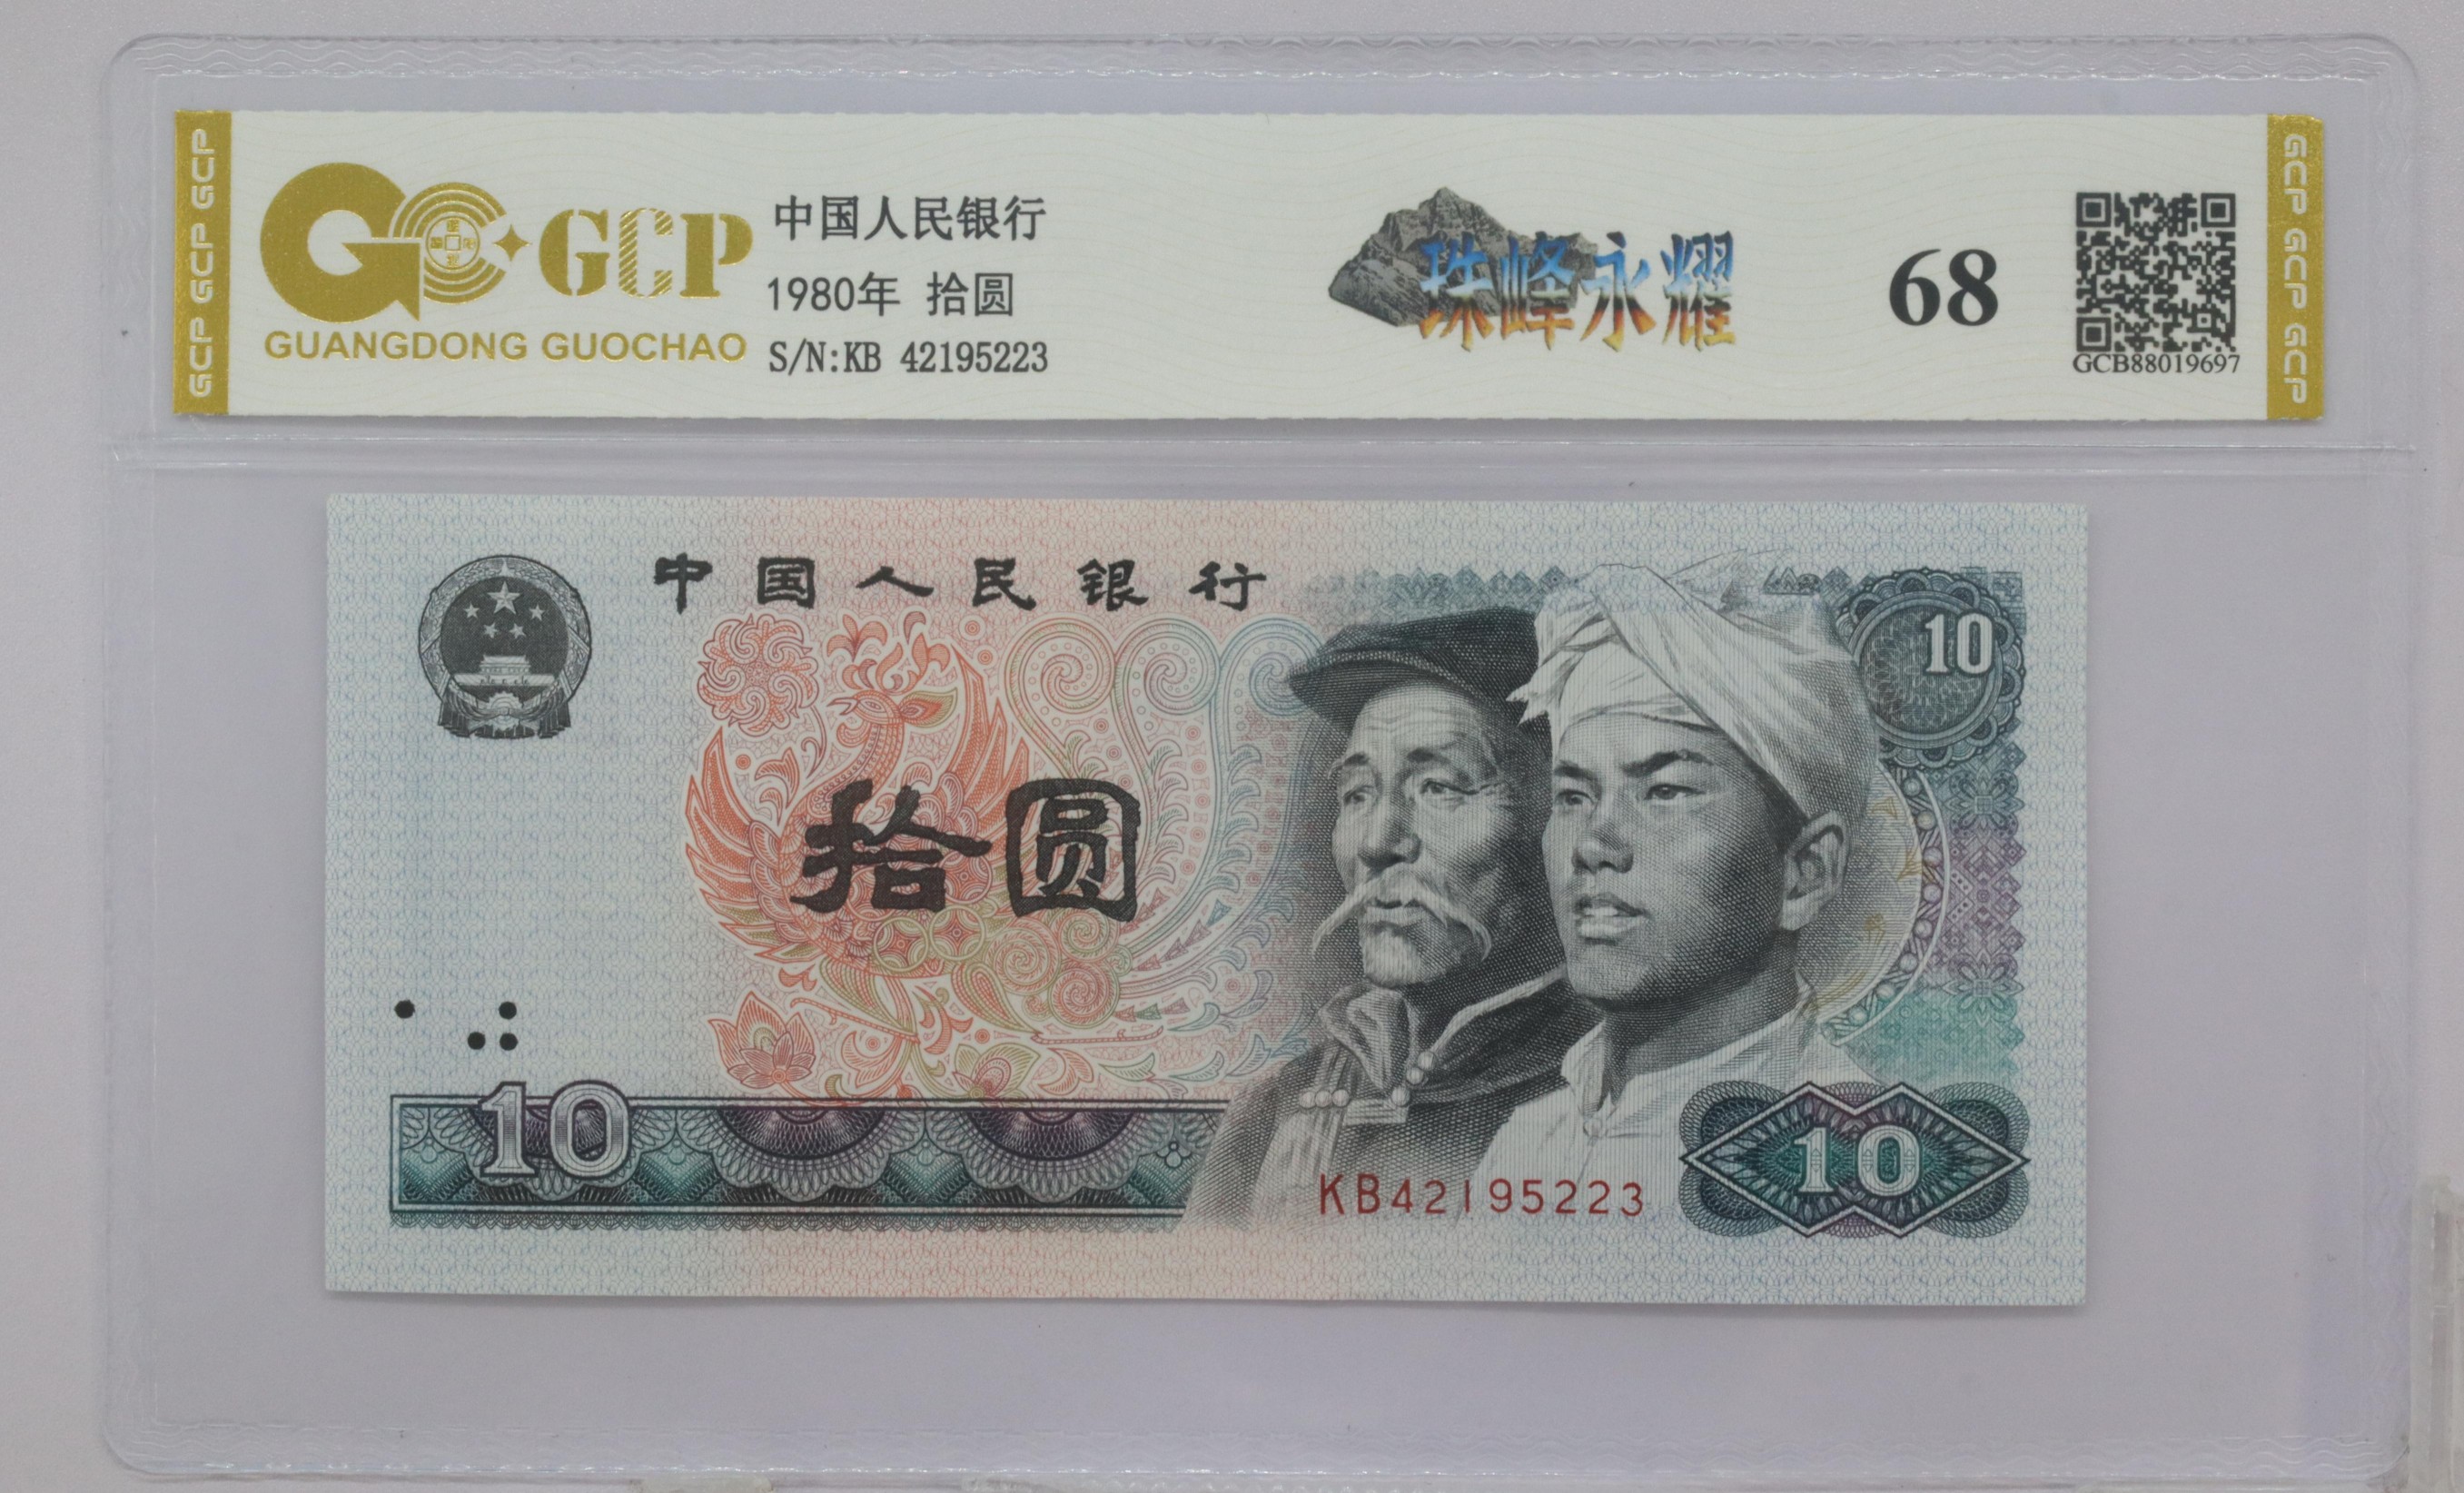 GCP GCP GCP
GCP
GUANGDONG GUOCHAO
中国人民银行
1980年 拾圆
S/N:KB 42195223
珠峰永耀
68
GCB88019697
GCP GCP GCP
中国人民银行
10
拾圆
10
KB42195223
10